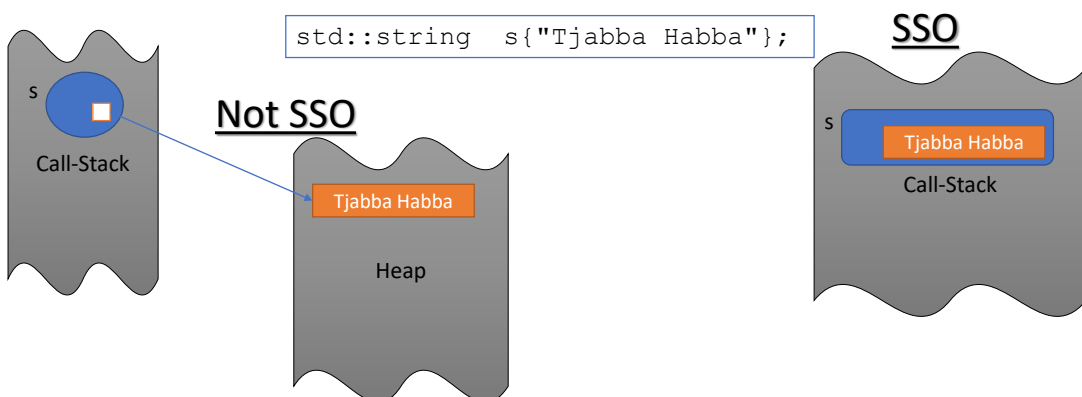 std::string  s{"Tjabba Habba"};
SSO
s
Call-Stack
Not SSO
Tjabba Habba
Heap
s
Tjabba Habba
Call-Stack